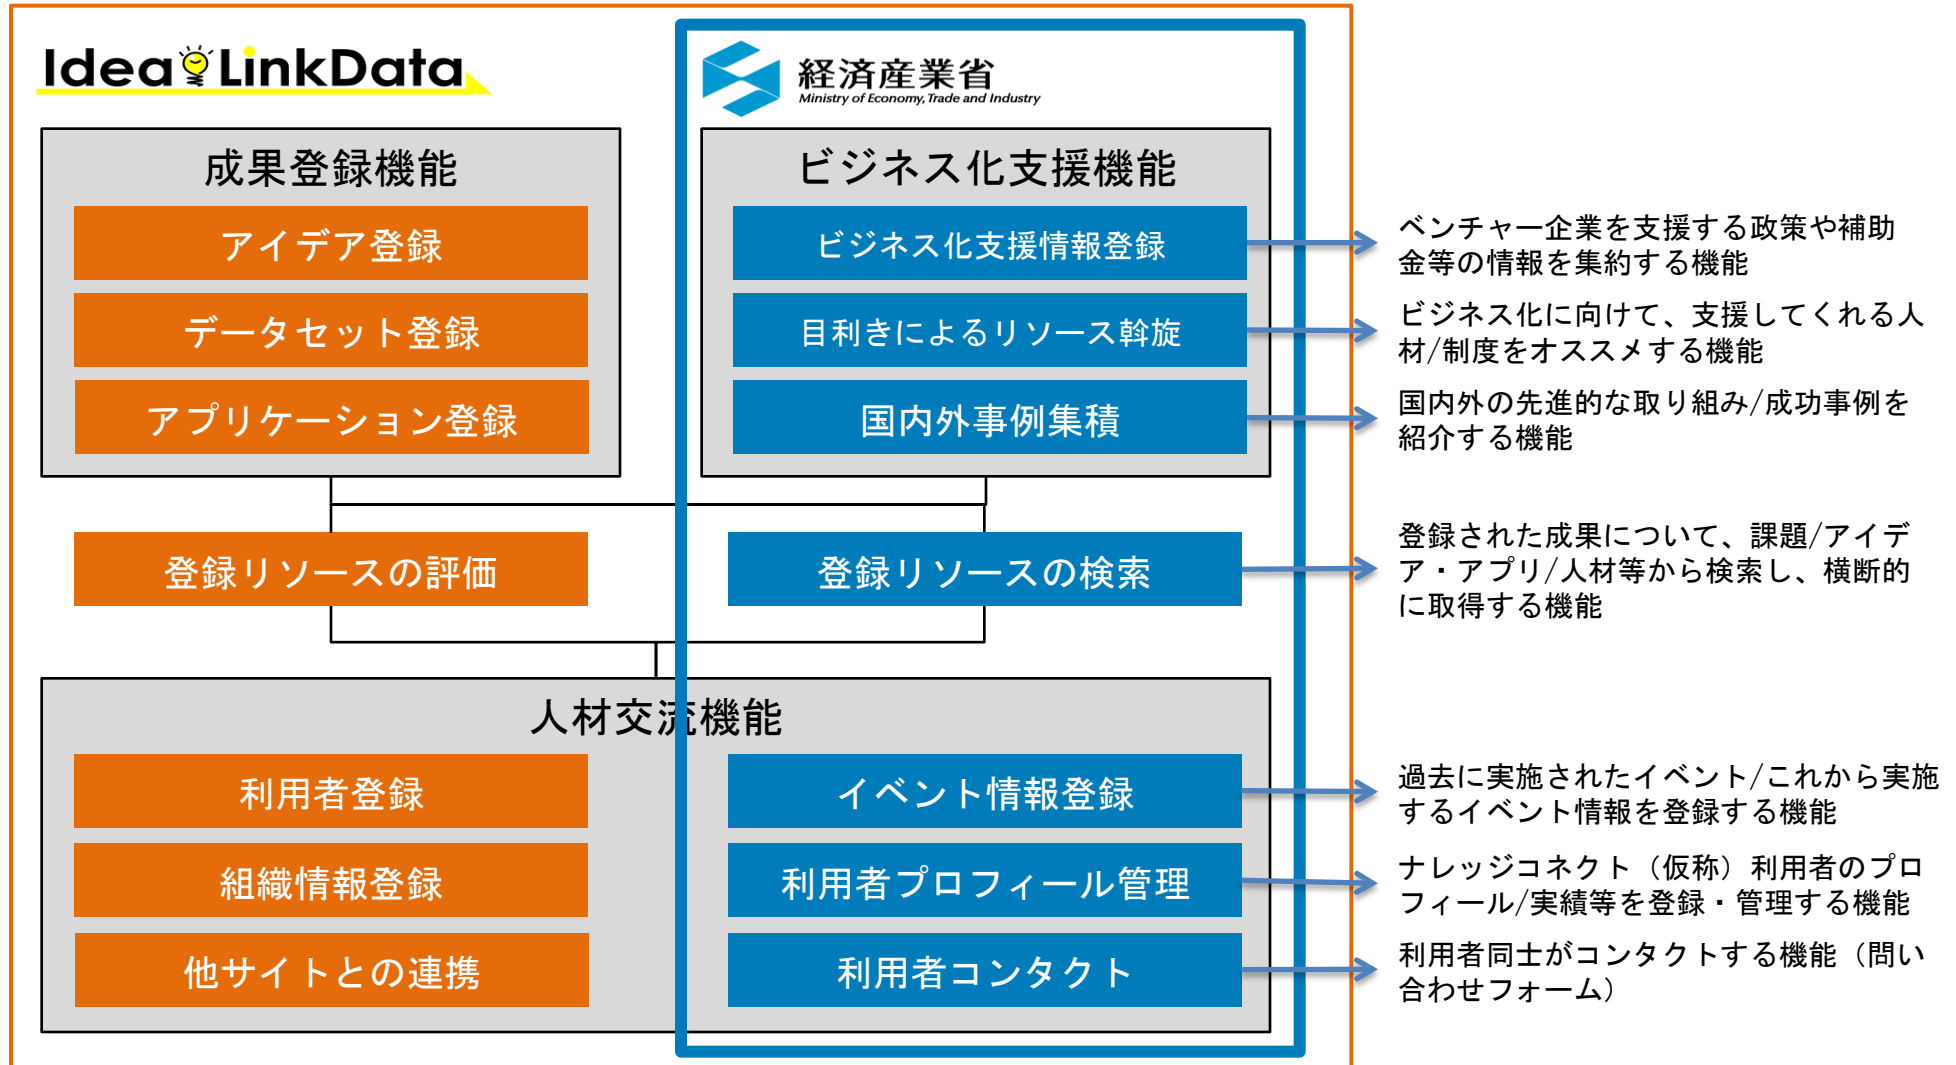 Idea LinkData
経済産業省
Ministry of Economy, Trade and Industry
成果登録機能
アイデア登録
データセット登録
アプリケーション登録
ビジネス化支援機能
ビジネス化支援情報登録
目利きによるリソース斡旋
国内外事例集積
ベンチャー企業を支援する政策や補助
金等の情報を集約する機能
ビジネス化に向けて、支援してくれる人
材/制度をオススメする機能
国内外の先進的な取り組み/成功事例を
紹介する機能
登録リソースの評価
登録リソースの検索
登録された成果について、課題/アイデ
ア・アプリ/人材等から検索し、横断的
に取得する機能
人材交流機能
利用者登録
組織情報登録
他サイトとの連携
イベント情報登録
利用者プロフィール管理
利用者コンタクト
過去に実施されたイベント/これから実施
するイベント情報を登録する機能
ナレッジコネクト（仮称）利用者のプロ
フィール/実績等を登録・管理する機能
利用者同士がコンタクトする機能（問い
合わせフォーム）